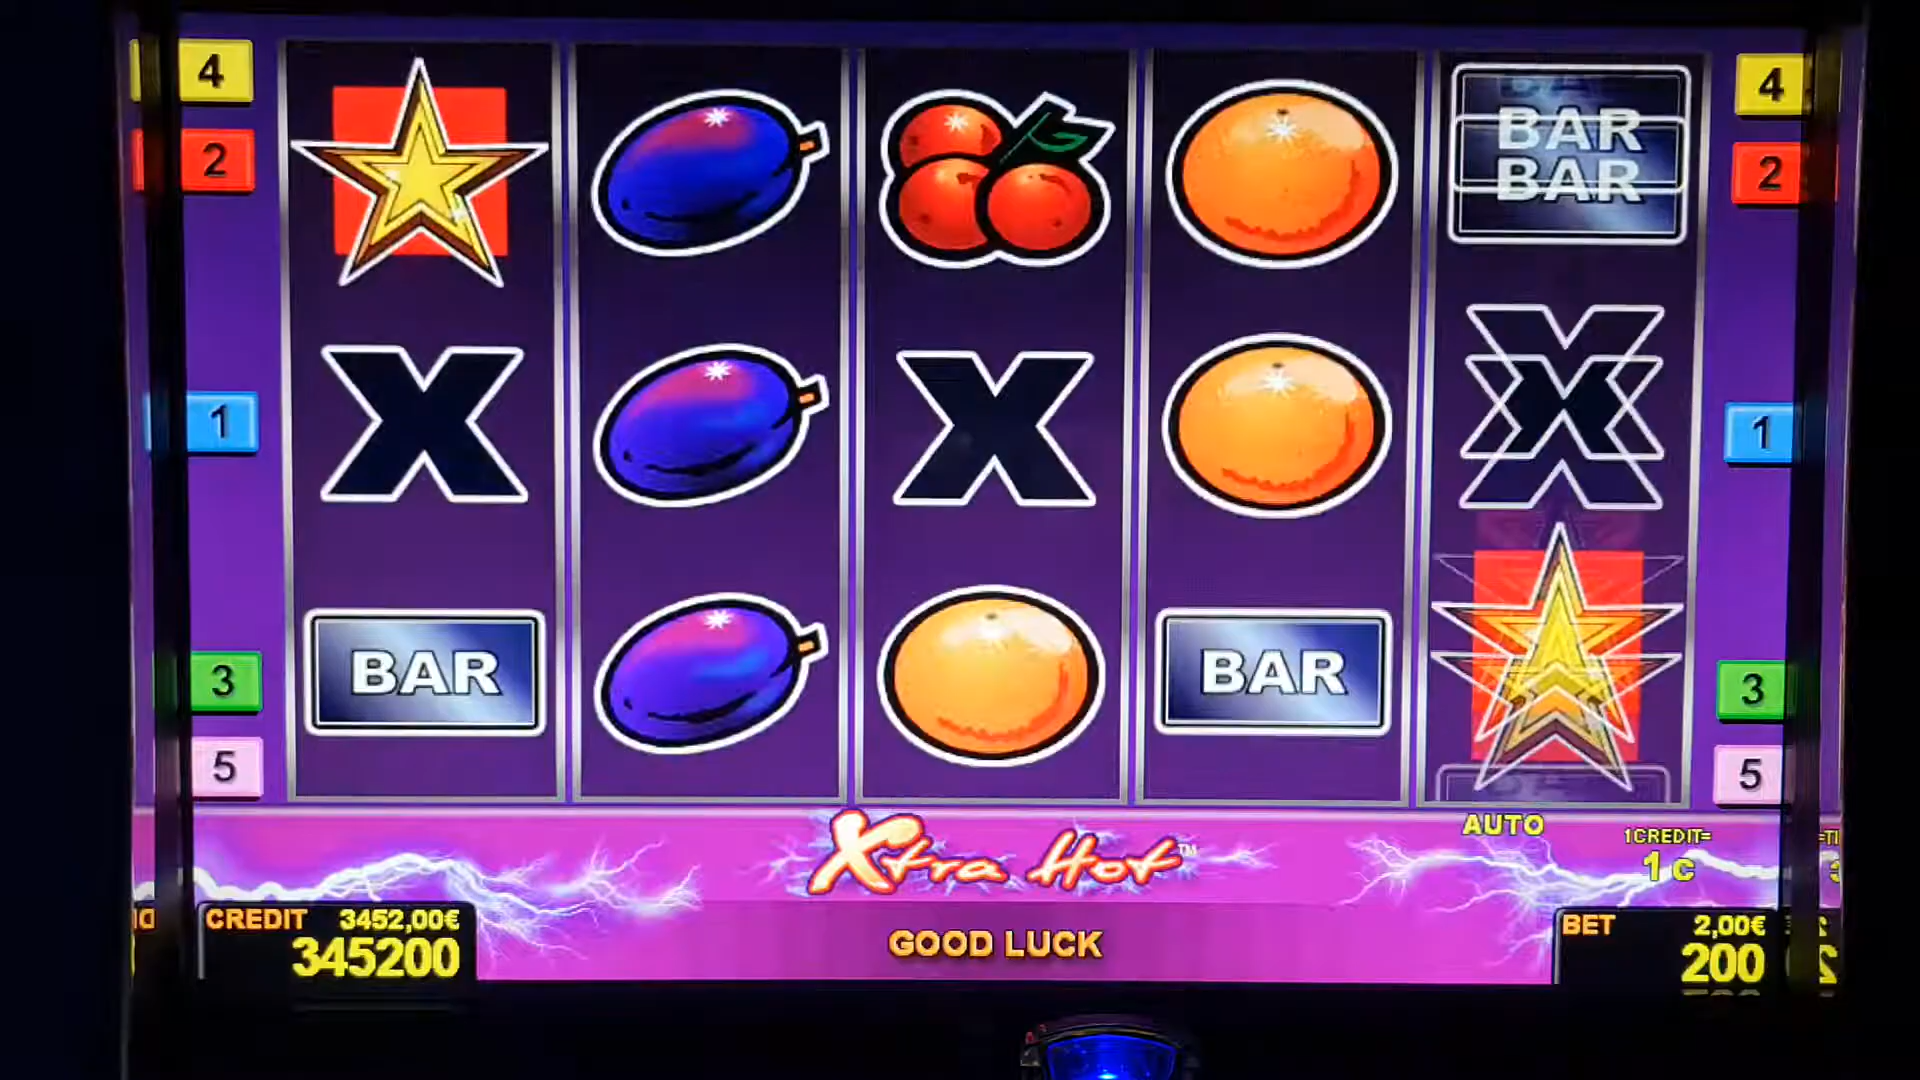 4
4
BAR
BAR
2
2
X
X
X
1
1
BAR
BAR
3
3
5
5
Xtra Hot™
AUTO
1CREDIT=
1 C
CREDIT 3452,00€
345200
GOOD LUCK
BET 2,00€
200